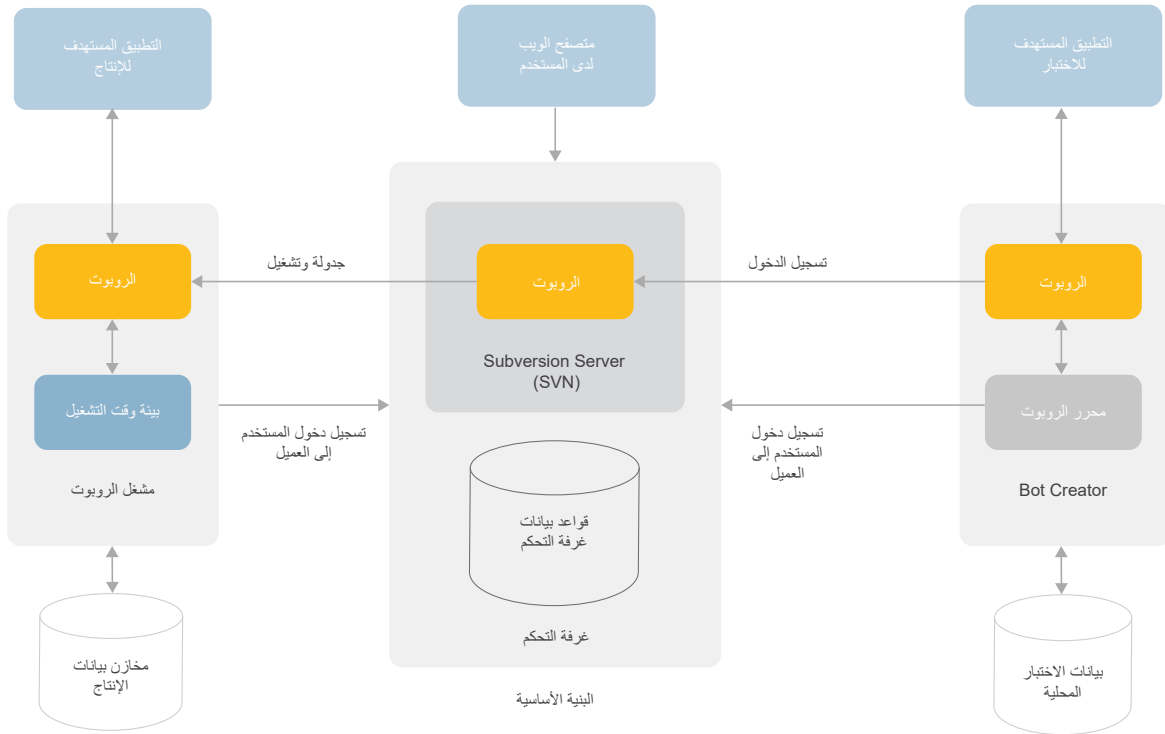 التطبيق المستهدف
للاختبار
متصفح الويب
لدى المستخدم
التطبيق المستهدف
للإنتاج
الروبوت
تسجيل الدخول
الروبوت
جدولة وتشغيل
الروبوت
Subversion Server
(SVN)
محرر الروبوت
تسجيل دخول
المستخدم إلى
العميل
تسجيل دخول المستخدم
إلى العميل
بيئة وقت التشغيل
Bot Creator
مشغل الروبوت
قواعد بيانات
غرفة التحكم
غرفة التحكم
بيانات الاختبار
المحلية
مخازن بيانات
الإنتاج
البنية الأساسية